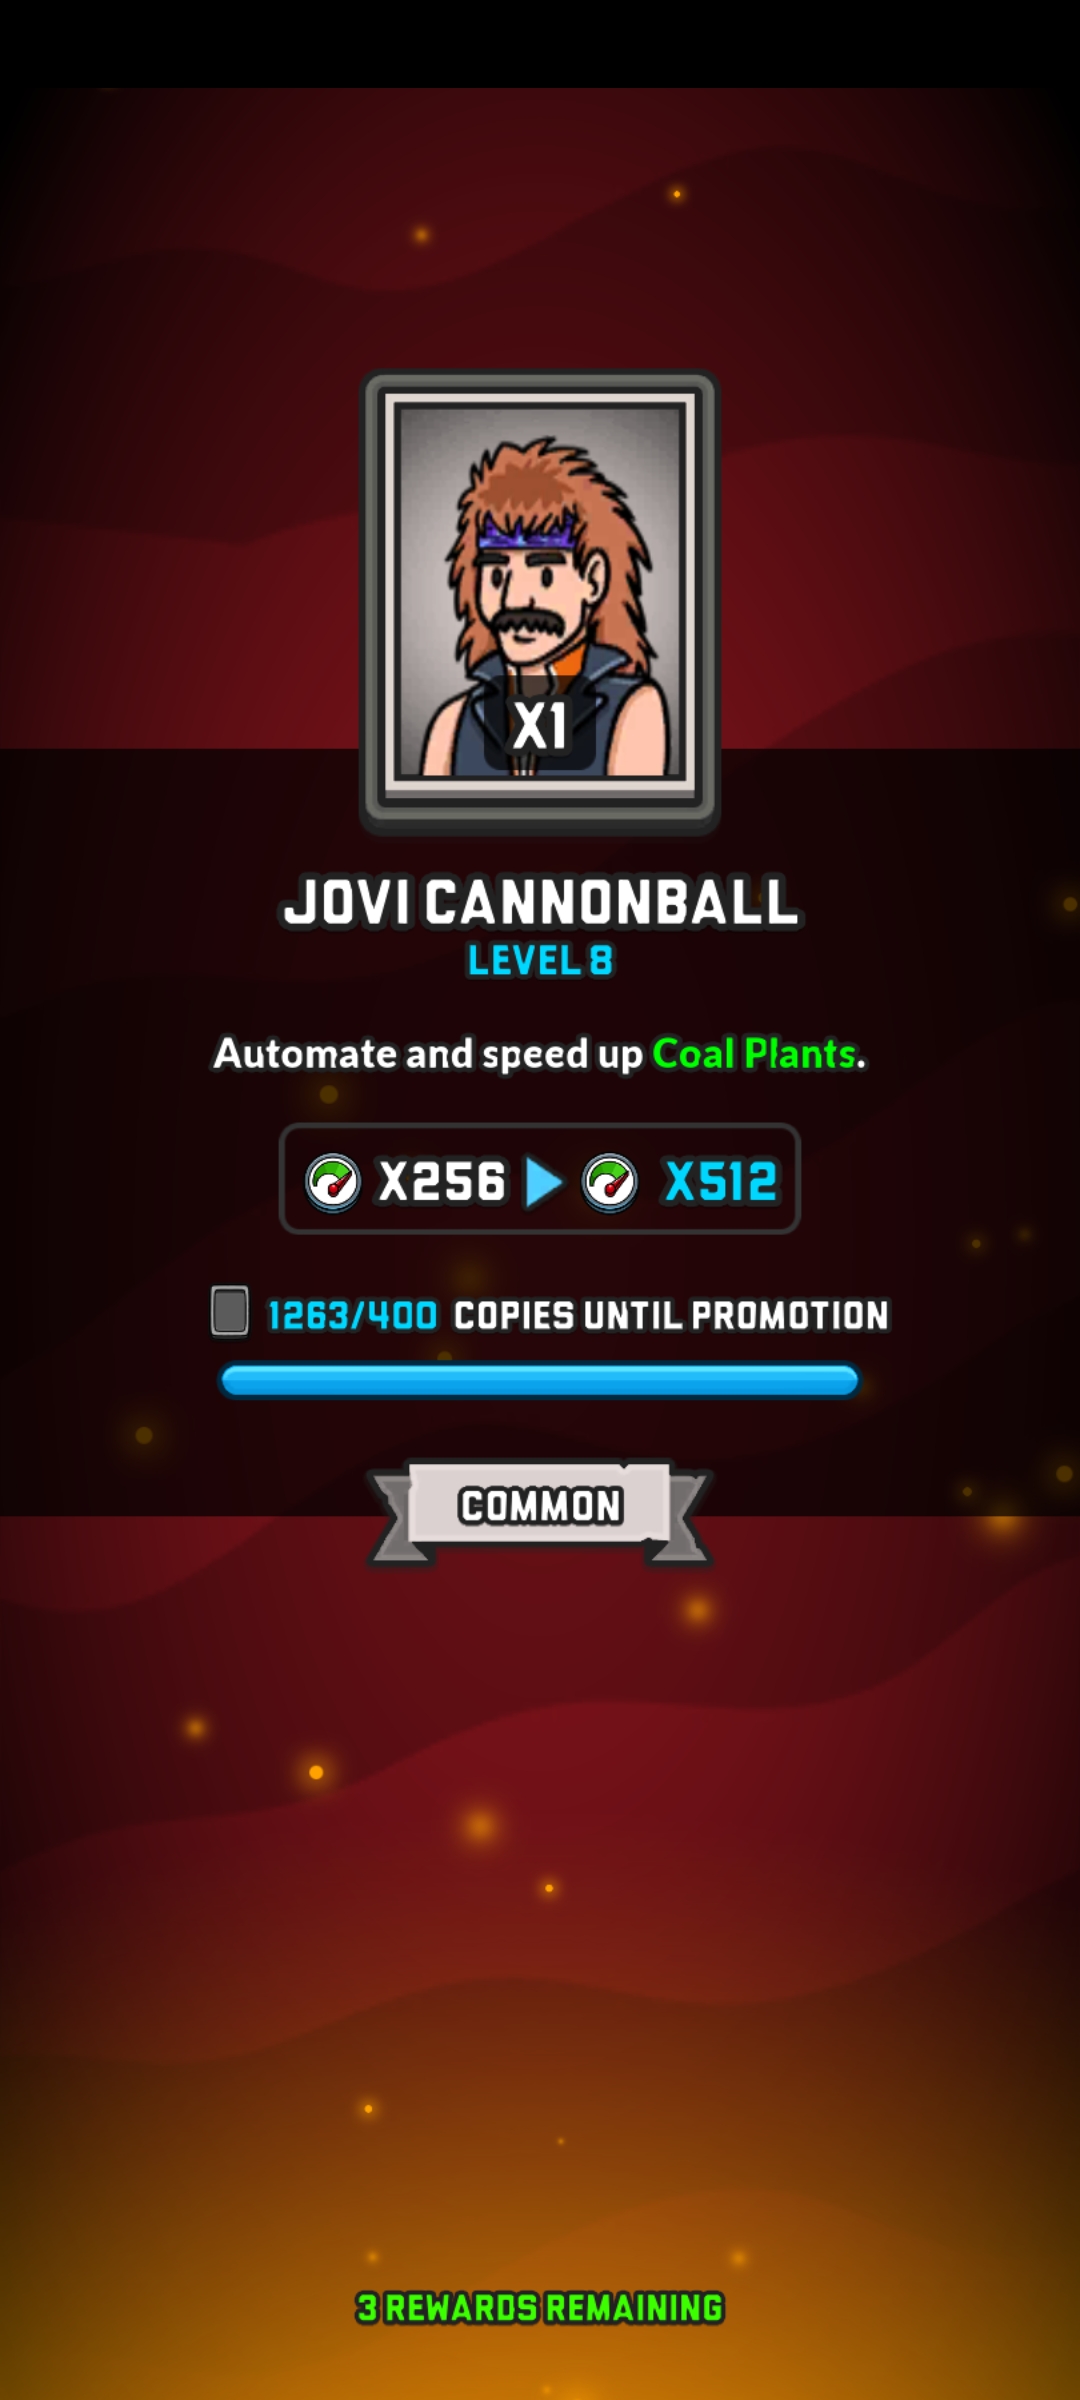 X1
JOVI CANNONBALL
LEVEL 8
Automate and speed up Coal Plants.
X256 X512
1263/400 COPIES UNTIL PROMOTION
COMMON
3 REWARDS REMAINING